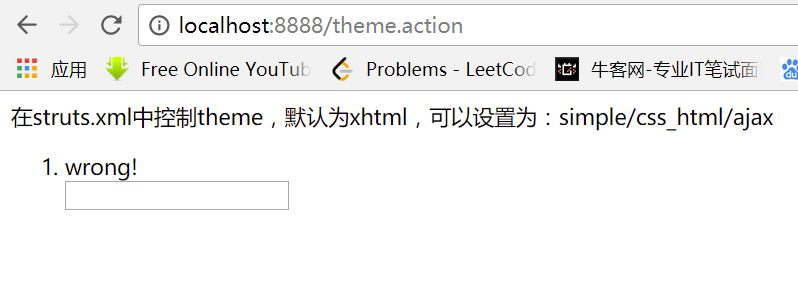 localhost:8888/theme.action
应用 Free Online YouTub Problems - LeetCod 牛客网-专业IT笔试面 du
在struts.xml中控制theme，默认为xhtml，可以设置为：simple/css_html/ajax
1. wrong!